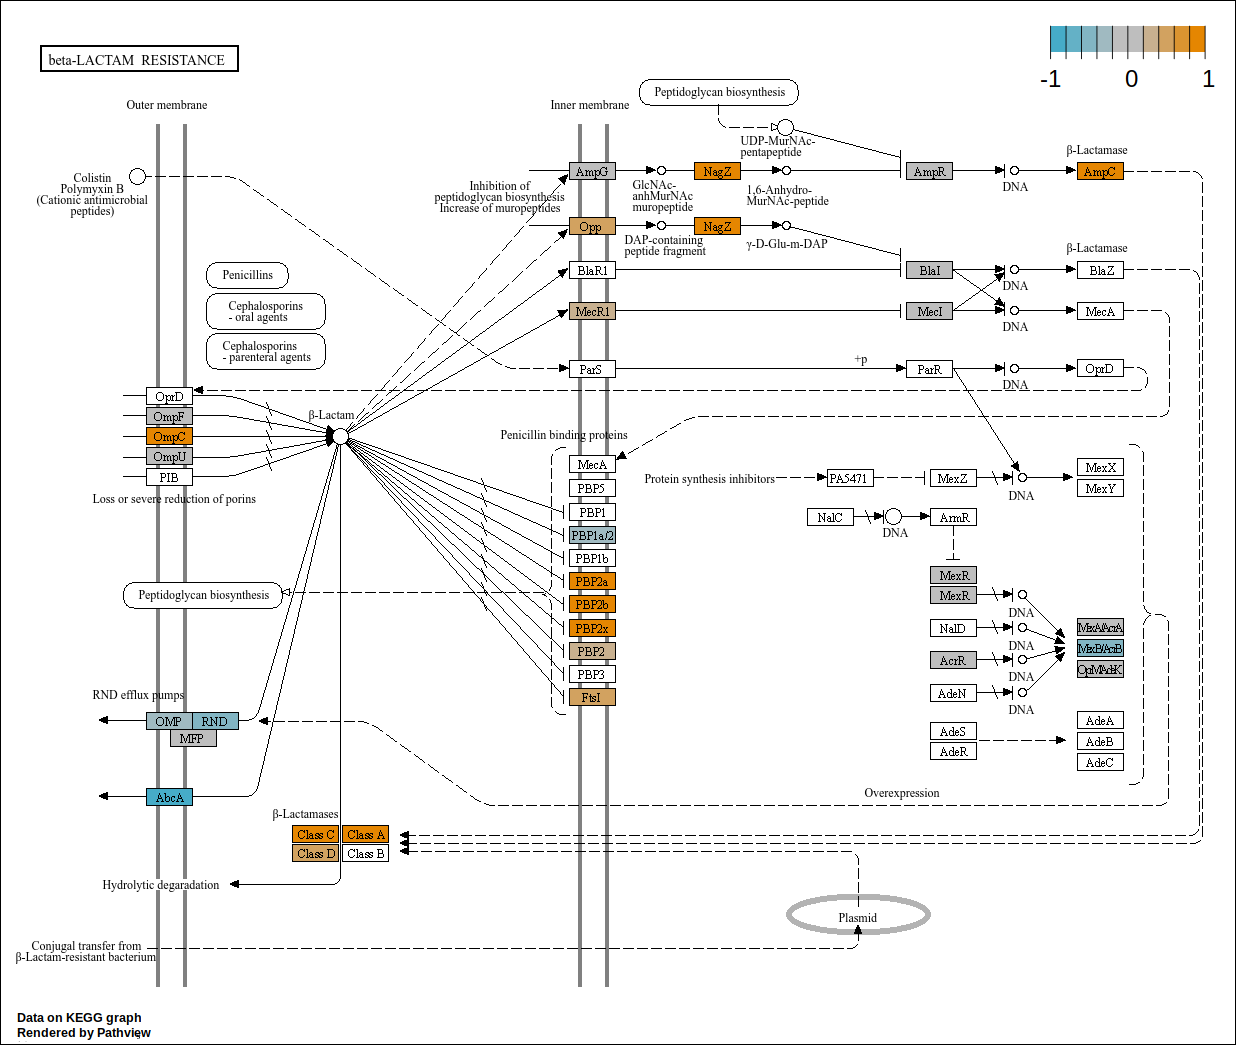 beta-LACTAM RESISTANCE
-1 0 1
Outer membrane
Inner membrane
Peptidoglycan biosynthesis
UDP-MurNAc-
pentapeptide
β-Lactamase
Colistin
Polymyxin B
(Cationic antimicrobial
peptides)
Inhibition of
peptidoglycan biosynthesis
Increase of muropeptides
AmpG
GlcNAc-
anhMurNAc
muropeptide
NagZ
1,6-Anhydro-
MurNAc-peptide
AmpR
DNA
AmpC
Opp
DAP-containing
peptide fragment
NagZ
γ-D-Glu-m-DAP
β-Lactamase
BlaR1
BlaI
DNA
BlaZ
MecR1
MecI
DNA
MecA
Penicillins
Cephalosporins
- oral agents
Cephalosporins
- parenteral agents
ParS
+p
ParR
DNA
OprD
OprD
OmpF
OmpC
OmpU
PIB
β-Lactam
Loss or severe reduction of porins
Penicillin binding proteins
MecA
PBP5
PBP1
PBP1a/2
PBP1b
PBP2a
PBP2b
PBP2x
PBP2
PBP3
FtsI
Protein synthesis inhibitors
PA5471
MexZ
DNA
MexX
MexY
NalC
DNA
ArmR
MexR
MexR
DNA
NalD
DNA
AcrR
DNA
AdeN
DNA
MexA/AcrA
MexB/AcrB
OprM/AdeK
AdeS
AdeR
AdeA
AdeB
AdeC
Peptidoglycan biosynthesis
RND efflux pumps
OMP
RND
MFP
AbcA
Overexpression
β-Lactamases
Class C
Class A
Class D
Class B
Hydrolytic degaradation
Plasmid
Conjugal transfer from
β-Lactam-resistant bacterium
Data on KEGG graph
Rendered by Pathview